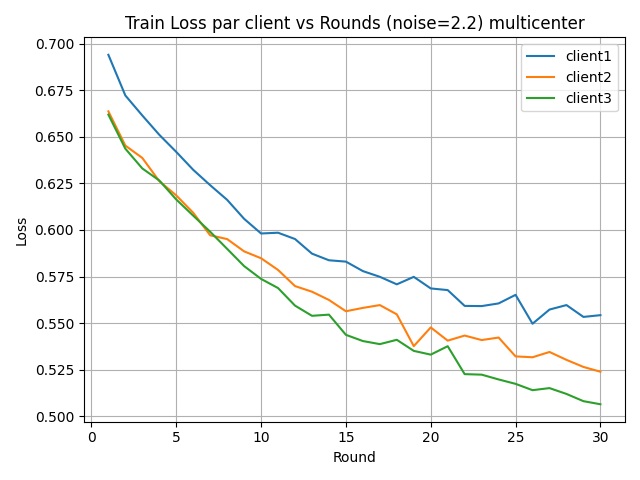 Train Loss par client vs Rounds (noise=2.2) multicenter
0.700
0.675
0.650
0.625
0.600
0.575
0.550
0.525
0.500
Loss
client1
client2
client3
0 5 10 15 20 25 30
Round